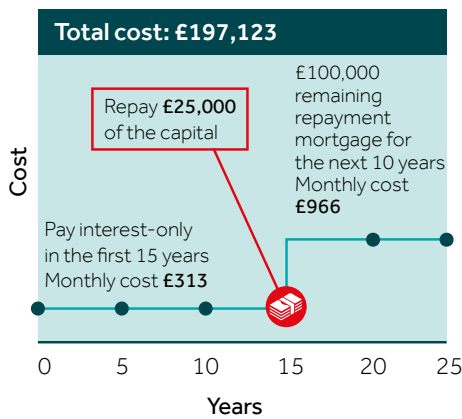 Total cost: £197,123
Repay £25,000
of the capital
£100,000
remaining
repayment
mortgage for
the next 10 years
Monthly cost
£966
Pay interest-only
in the first 15 years
Monthly cost £313
Cost
0 5 10 15 20 25
Years